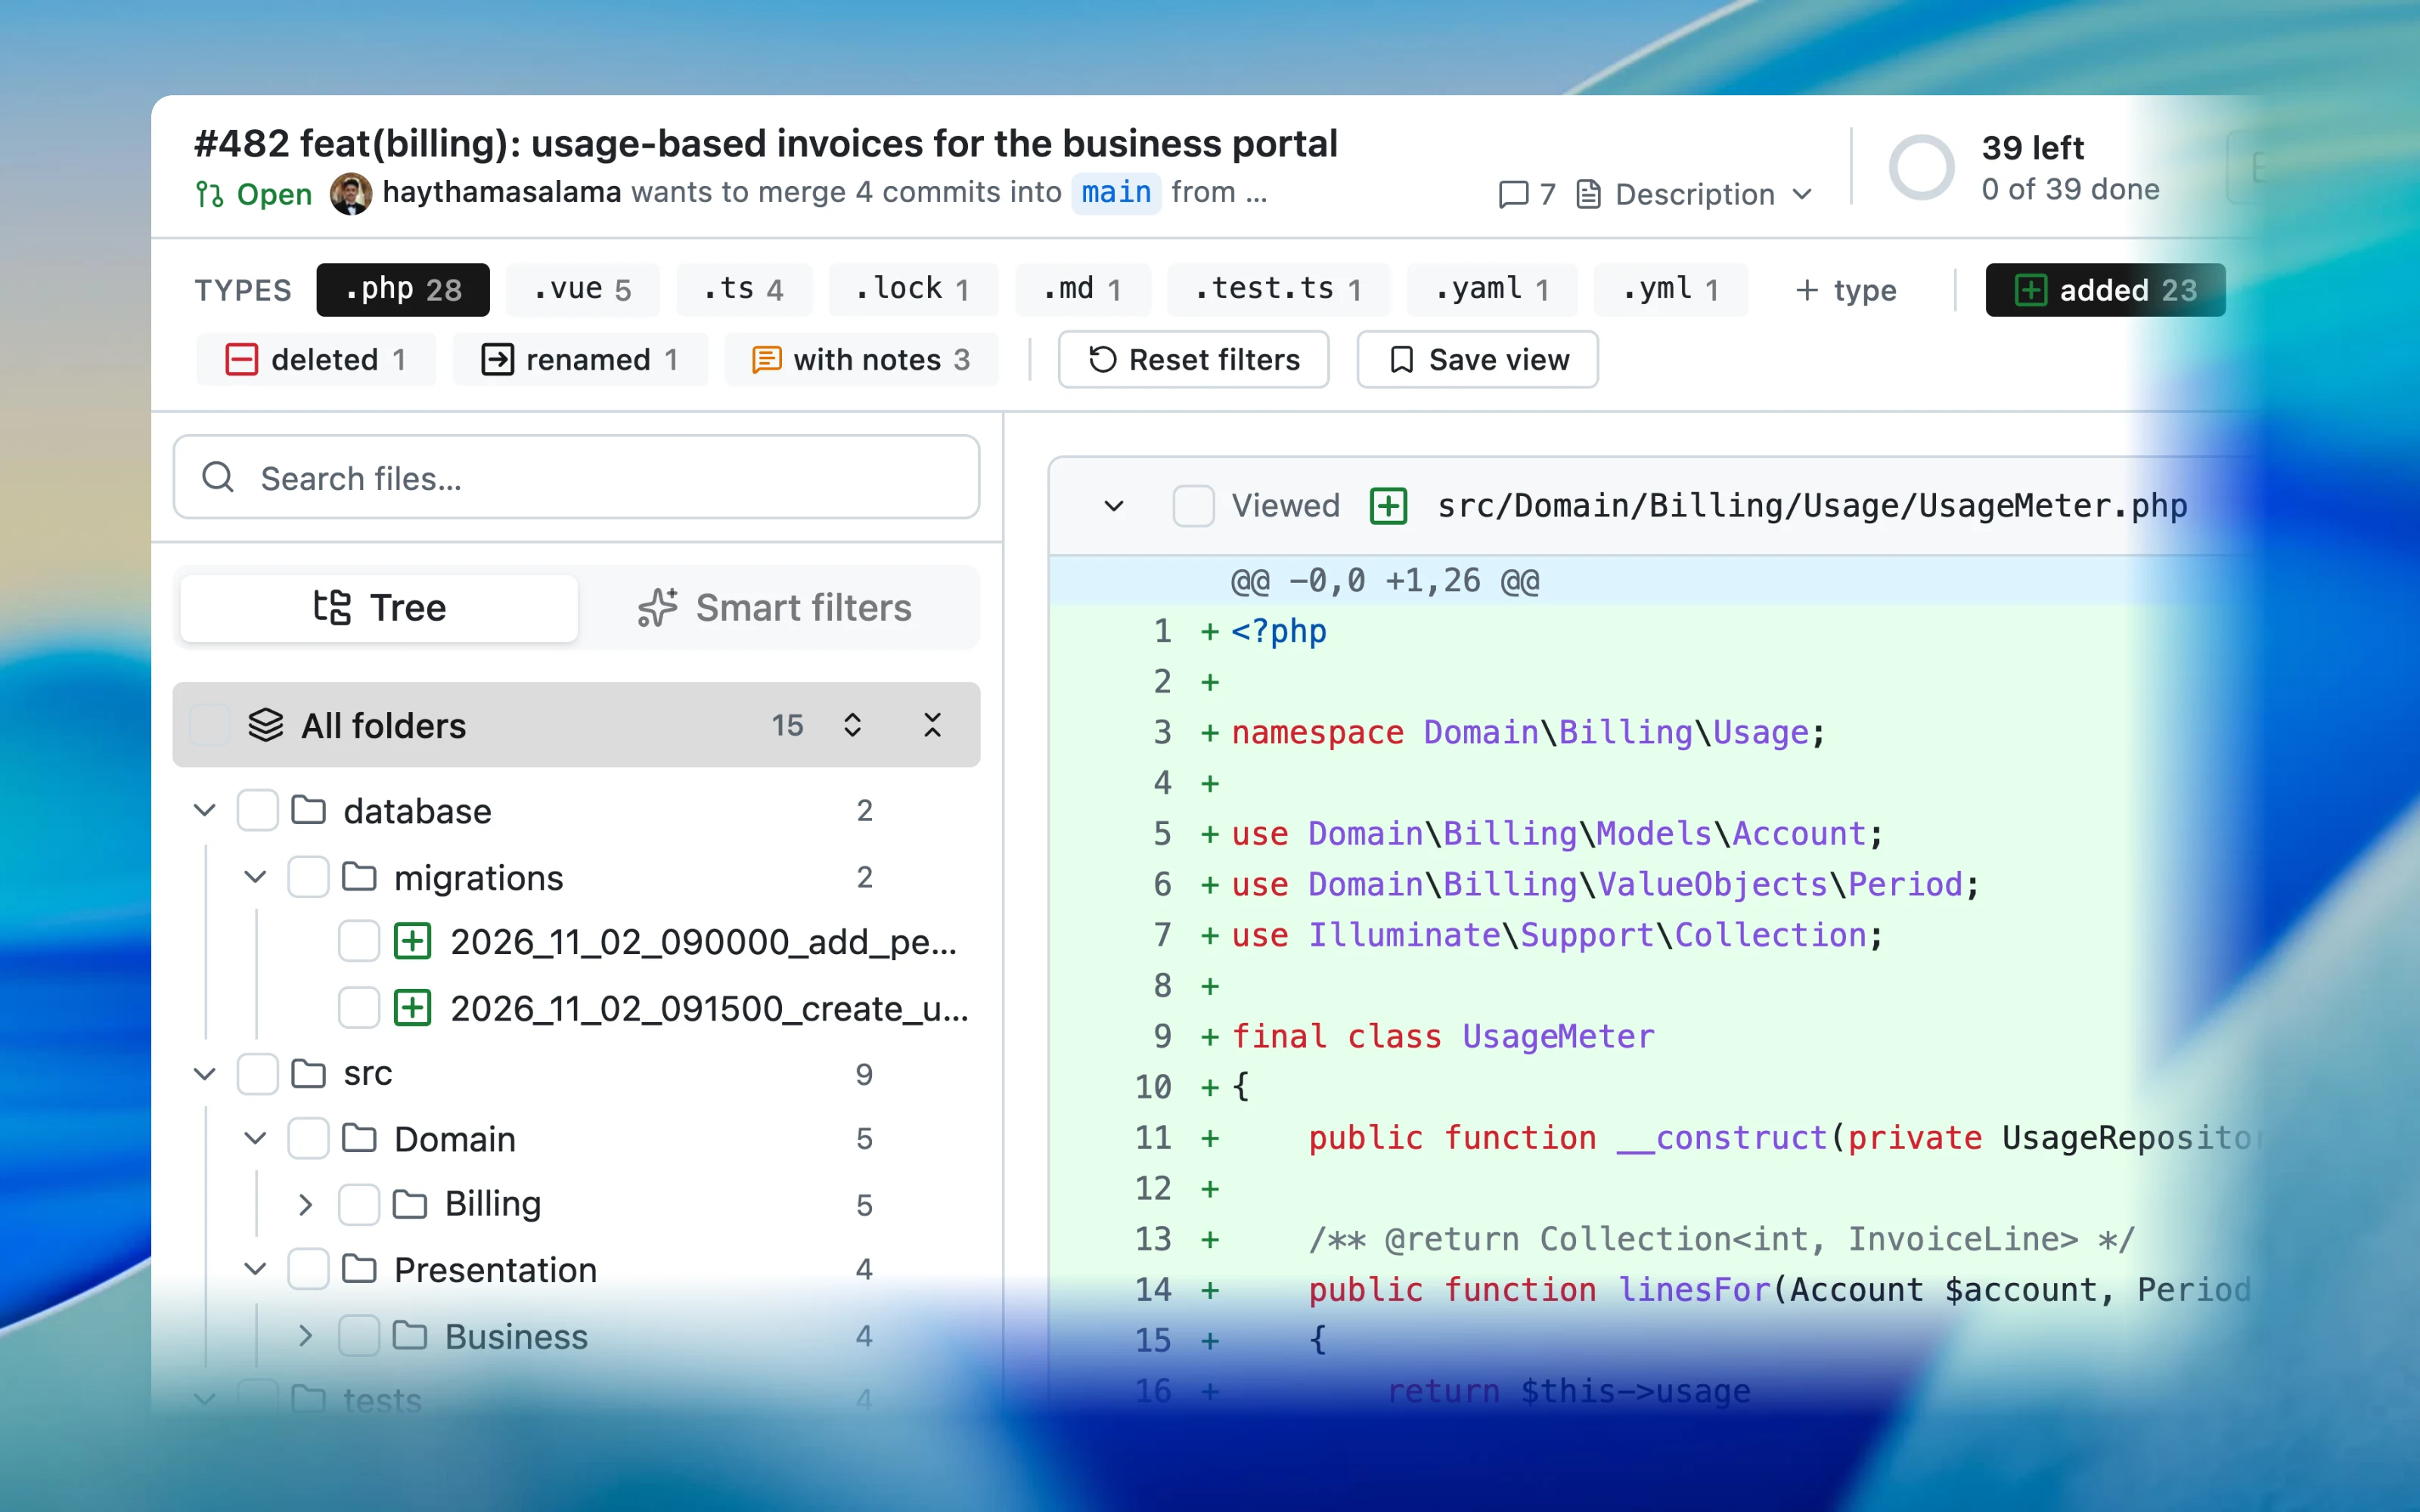 #482 feat(billing): usage-based invoices for the business portal
Open haythamasalama wants to merge 4 commits into main from ...
7 Description
39 left
0 of 39 done
TYPES .php 28 .vue 5 .ts 4 .lock 1 .md 1 .test.ts 1 .yaml 1 .yml 1 + type added 23
deleted 1 renamed 1 with notes 3 Reset filters Save view
Search files...
Tree Smart filters
All folders 15
database 2
migrations 2
2026_11_02_090000_add_pe...
2026_11_02_091500_create_u...
src 9
Domain 5
Billing 5
Presentation 4
Business 4
tests 4
Viewed src/Domain/Billing/Usage/UsageMeter.php
@@ -0,0 +1,26 @@
1 + <?php
2 +
3 + namespace Domain\Billing\Usage;
4 +
5 + use Domain\Billing\Models\Account;
6 + use Domain\Billing\ValueObjects\Period;
7 + use Illuminate\Support\Collection;
8 +
9 + final class UsageMeter
10 + {
11 + public function __construct(private UsageRepositor
12 +
13 + /** @return Collection<int, InvoiceLine> */
14 + public function linesFor(Account $account, Period
15 + {
16 + return $this->usage